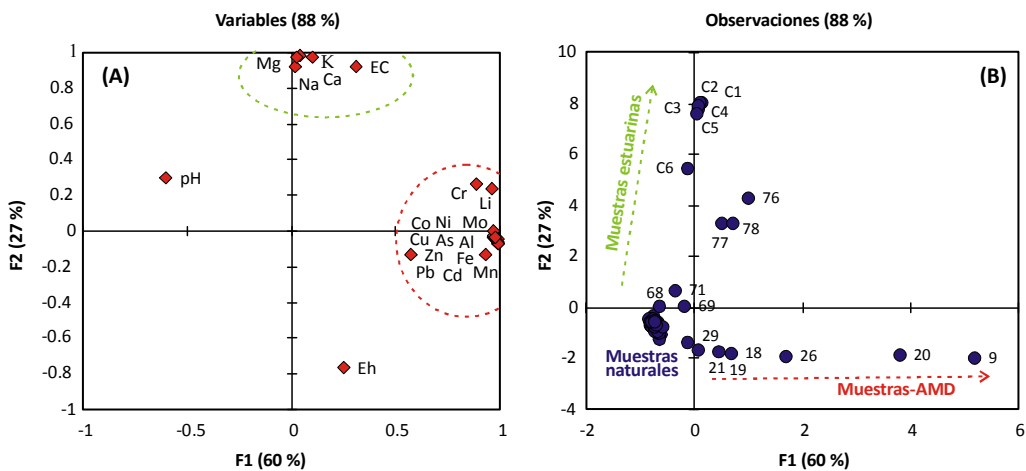 Variables (88 %)
(A)
1
0.8
0.6
0.4
0.2
0
-0.2
-0.4
-0.6
-0.8
-1
F2 (27 %)
Mg
K
Na
Ca
EC
pH
Cr
Li
Co Ni Mo
Cu As Al
Zn Fe
Pb Cd Mn
Eh
-1 -0.5 0 0.5 1
F1 (60 %)
Observaciones (88 %)
(B)
10
8
6
4
2
0
-2
-4
F2 (27 %)
Muestras estuarinas
C2 C1
C3 C4
C5
C6
76
77 78
68 71
69
Muestras
naturales
29
21 19
18
26
20
9
Muestras-AMD
-2 0 2 4 6
F1 (60 %)